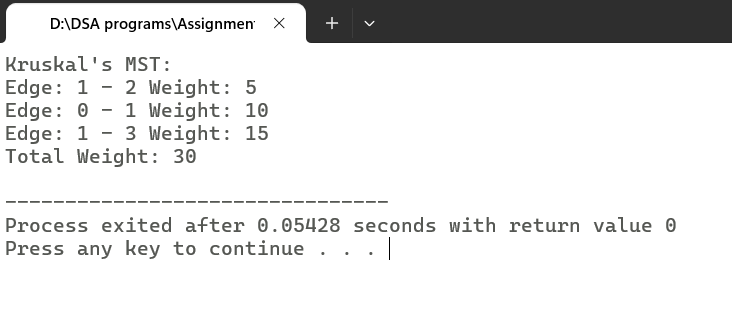 D:\DSA programs\Assignmen
Kruskal's MST:
Edge: 1 - 2 Weight: 5
Edge: 0 - 1 Weight: 10
Edge: 1 - 3 Weight: 15
Total Weight: 30
--------------------------------
Process exited after 0.05428 seconds with return value 0
Press any key to continue . . .